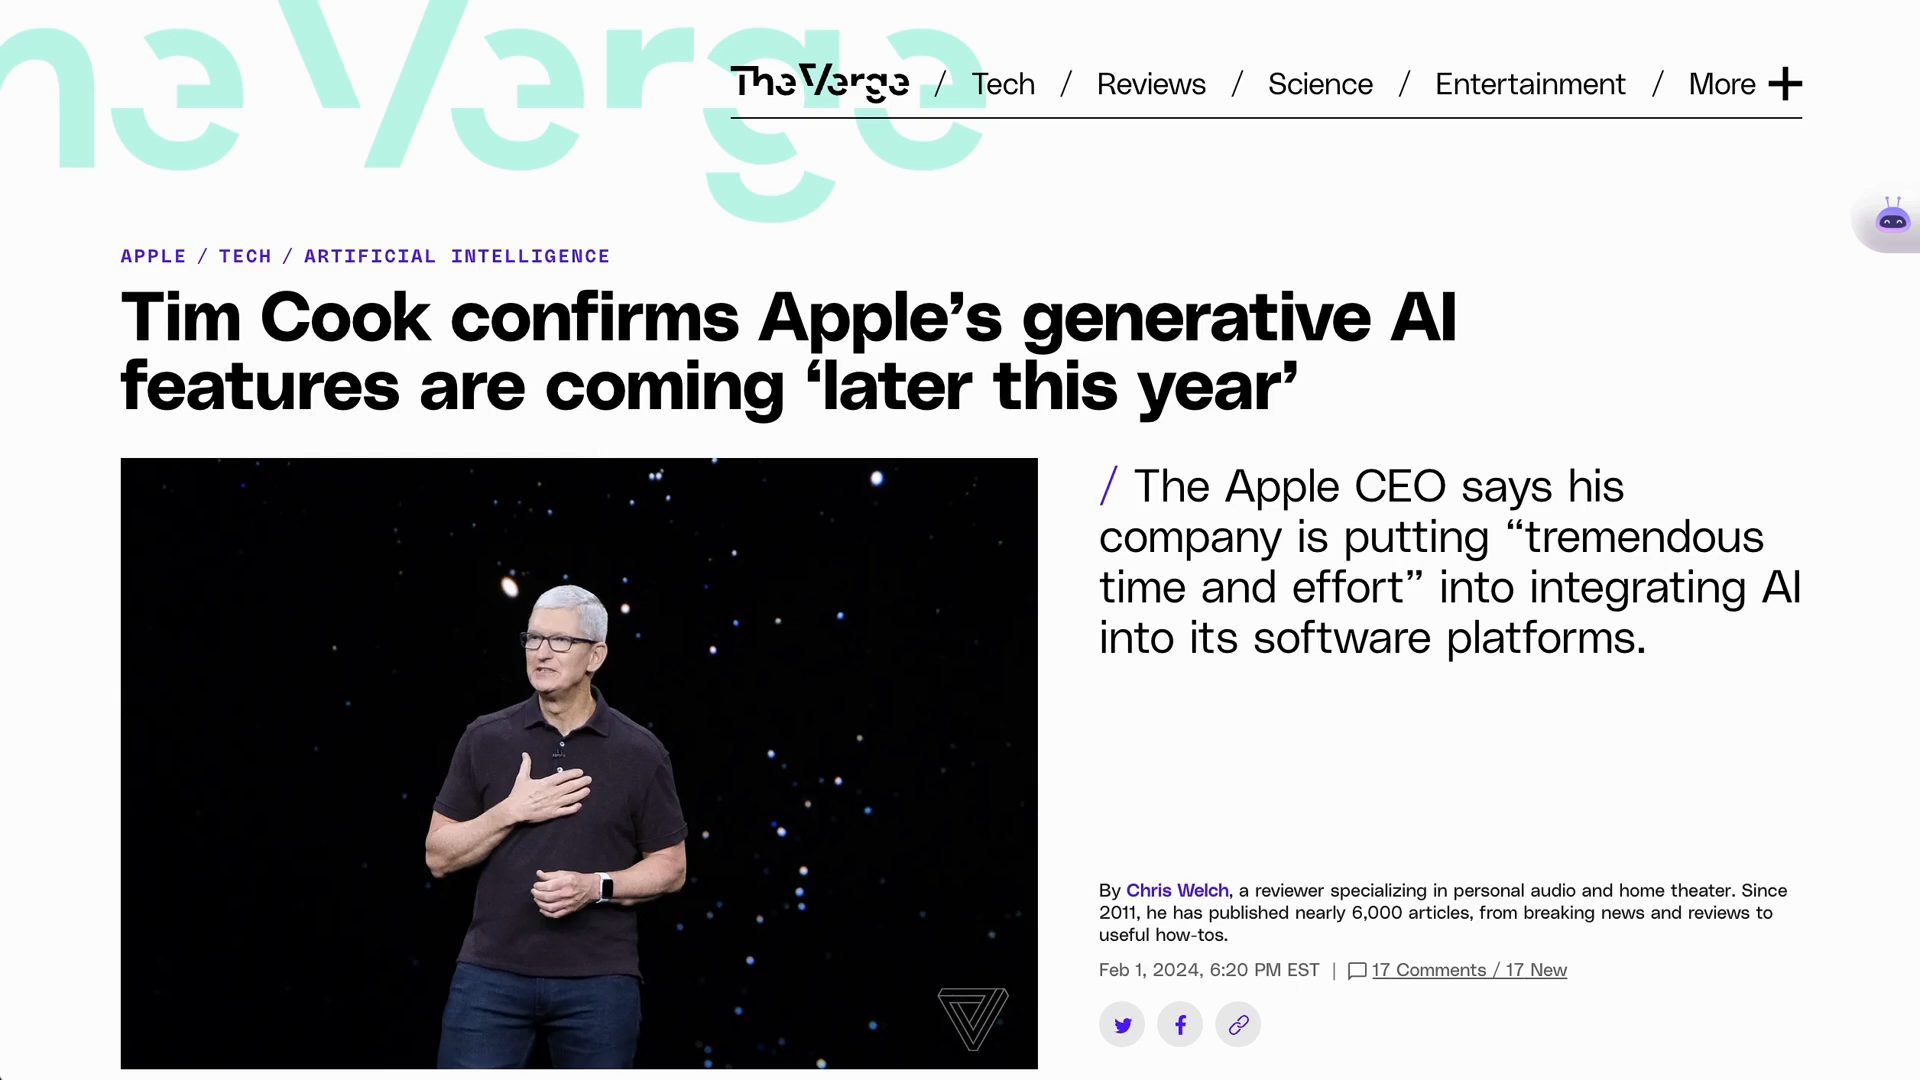 The Verge
The Verge / Tech / Reviews / Science / Entertainment / More
APPLE / TECH / ARTIFICIAL INTELLIGENCE
Tim Cook confirms Apple’s generative AI
features are coming ‘later this year’
/ The Apple CEO says his
company is putting “tremendous
time and effort” into integrating AI
into its software platforms.
By Chris Welch, a reviewer specializing in personal audio and home theater. Since
2011, he has published nearly 6,000 articles, from breaking news and reviews to
useful how-tos.
Feb 1, 2024, 6:20 PM EST | 17 Comments / 17 New